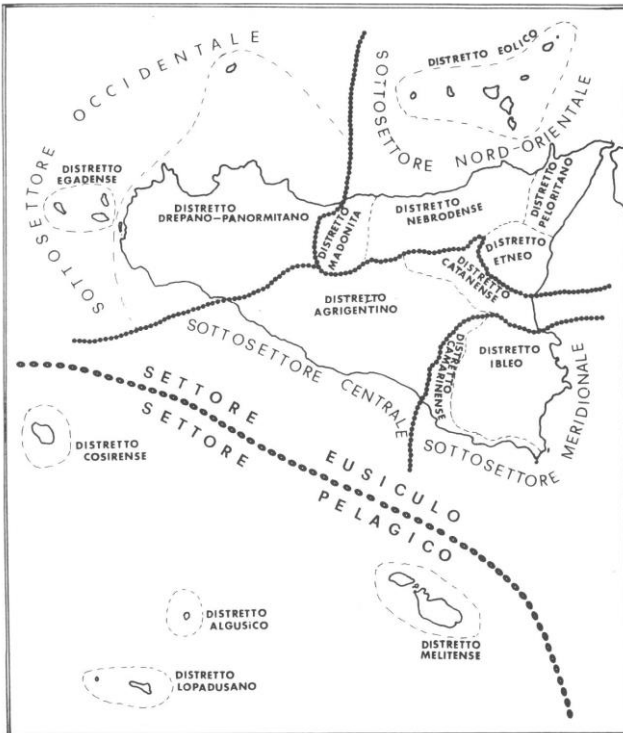 SOTTOSETTORE OCCIDENTALE
DISTRETTO EOLICO
SOTTOSETTORE NORD-ORIENTALE
DISTRETTO
EGADENSE
DISTRETTO
DREPANO-PANORMITANO
DISTRETTO
MADONITA
DISTRETTO
NEBRODENSE
DISTRETTO
PELORITANO
DISTRETTO
ETNEO
DISTRETTO
CATANENSE
DISTRETTO
AGRIGENTINO
SOTTOSETTORE CENTRALE
DISTRETTO
CAMARINENSE
DISTRETTO
IBLEO
SOTTOSETTORE MERIDIONALE
SETTORE EUSICULO
SETTORE PELAGICO
DISTRETTO
COSIRENSE
DISTRETTO
ALGUSICO
DISTRETTO
LOPADUSANO
DISTRETTO
MELITENSE